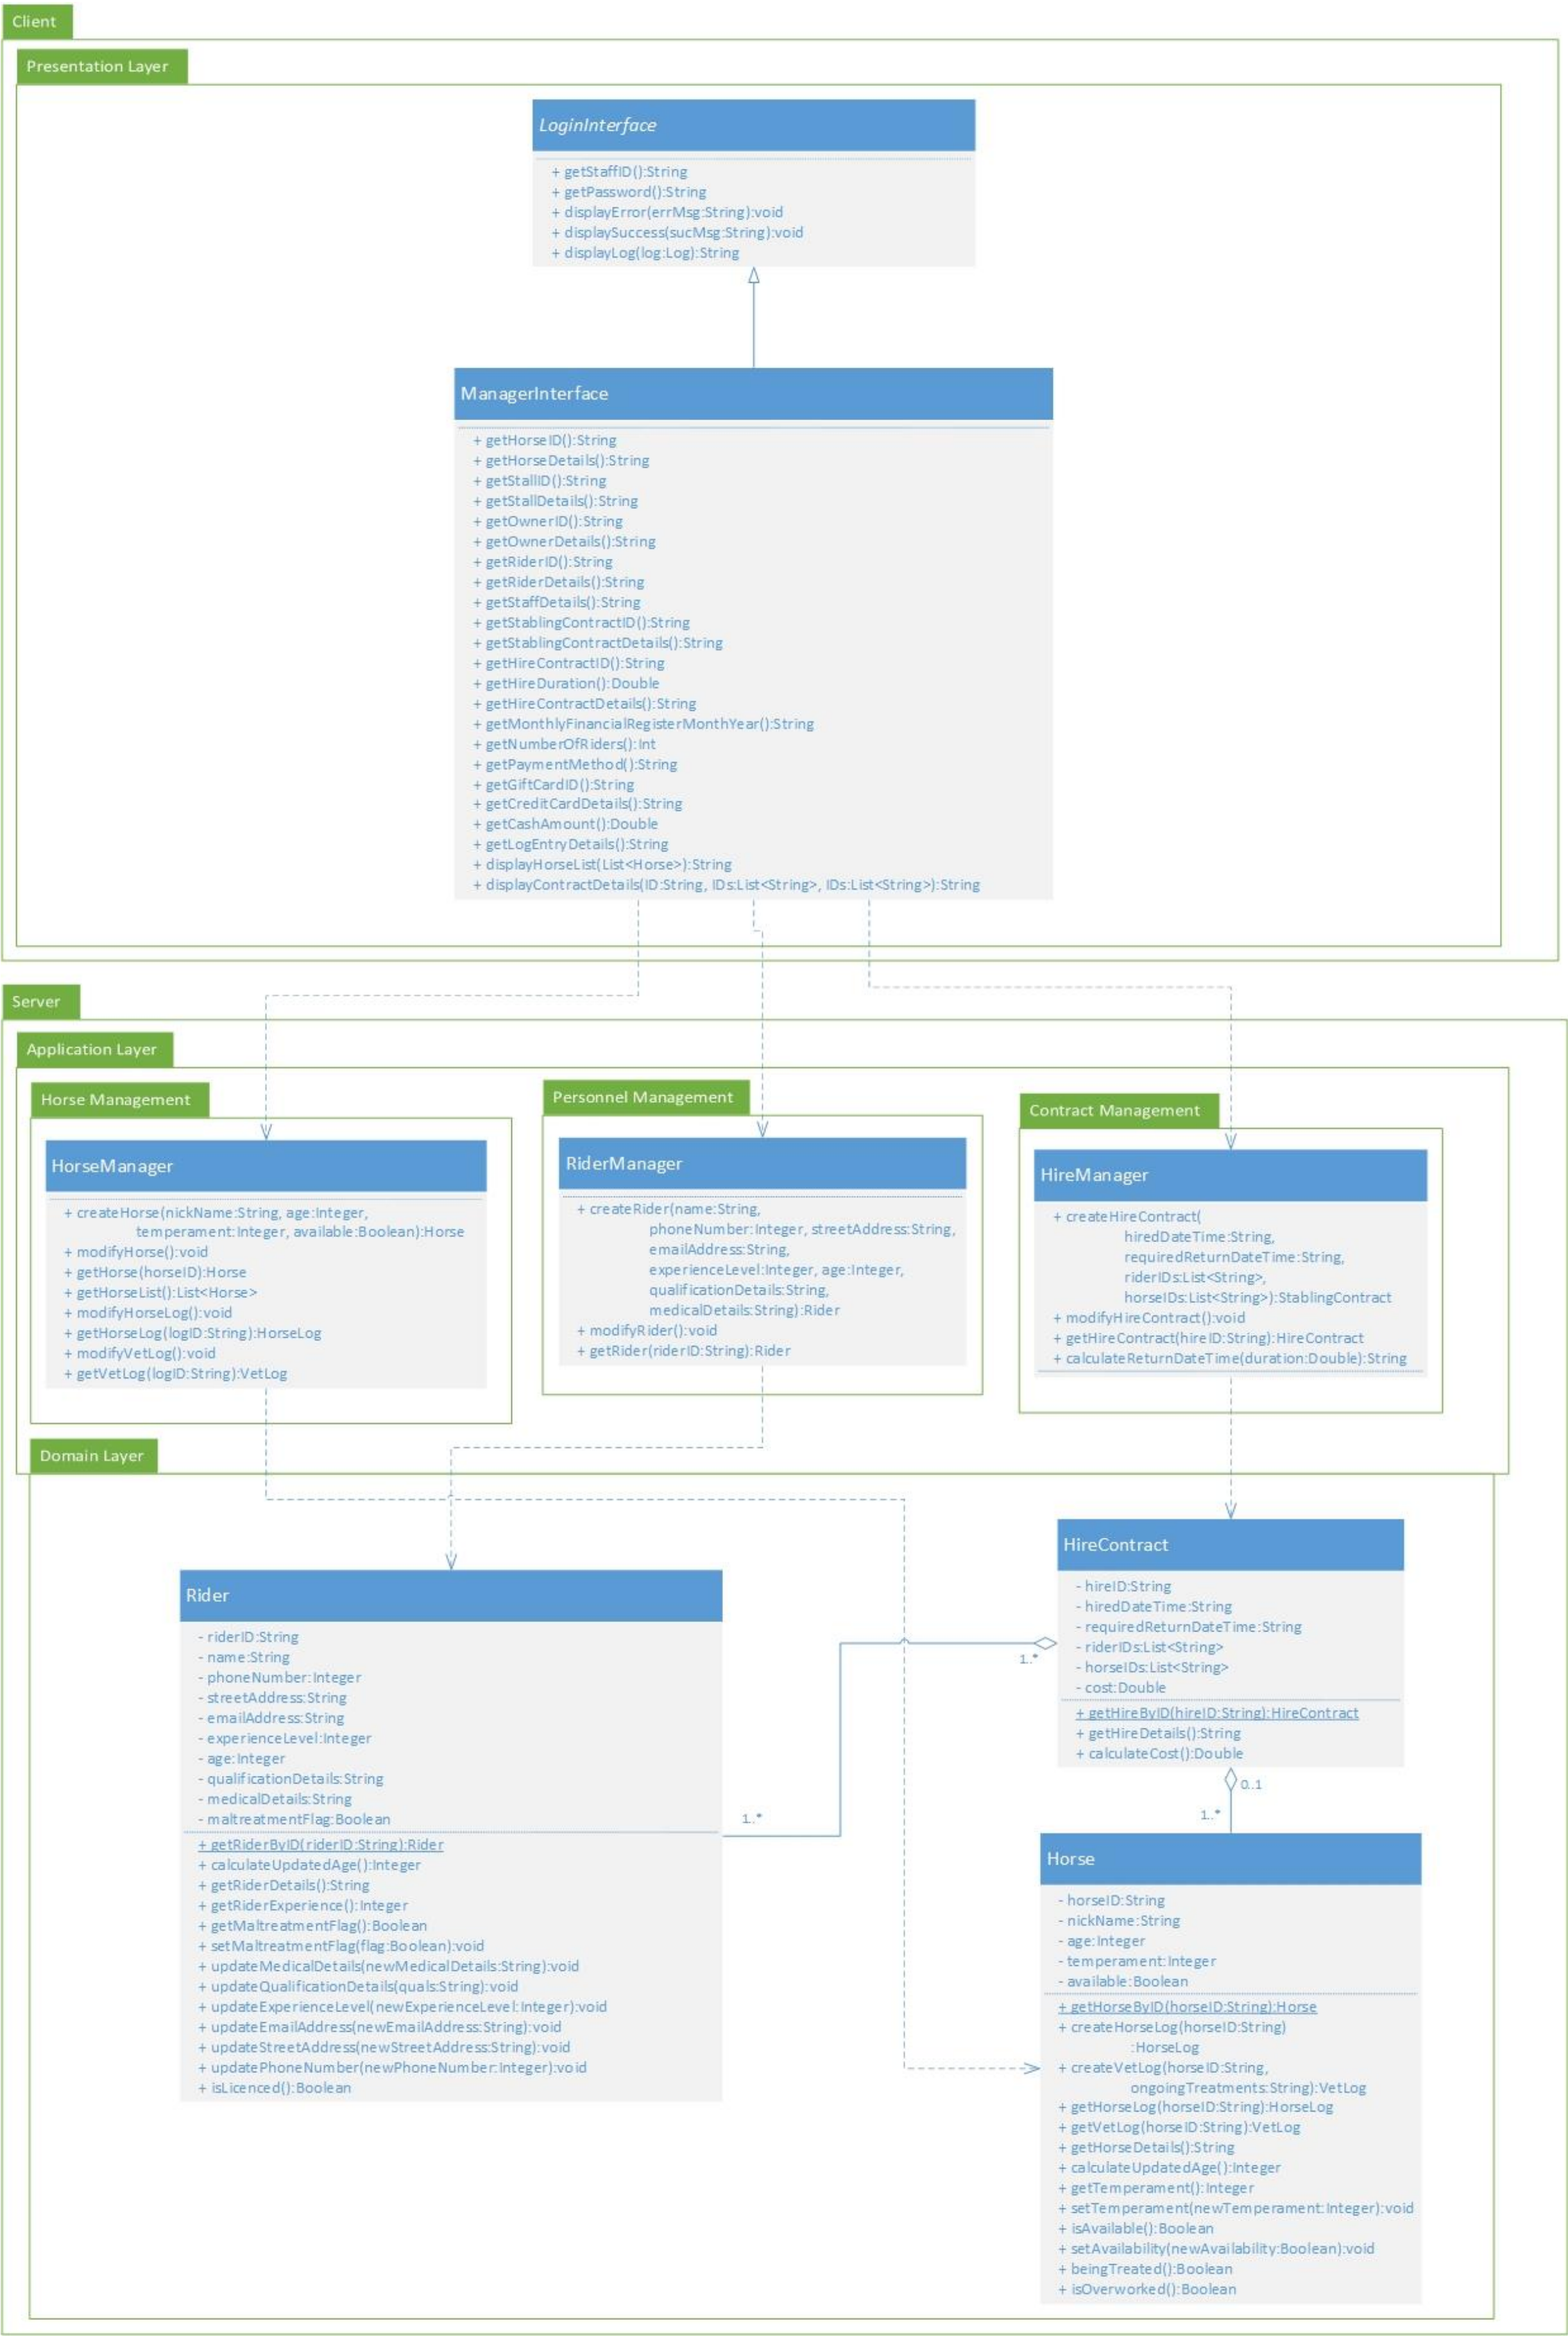 Client
Presentation Layer
LoginInterface
+ getStaffID():String
+ getPassword():String
+ displayError(errMsg:String):void
+ displaySuccess(sucMsg:String):void
+ displayLog(log:Log):String
ManagerInterface
+ getHorseID():String
+ getHorseDetails():String
+ getStallID():String
+ getStallDetails():String
+ getOwnerID():String
+ getOwnerDetails():String
+ getRiderID():String
+ getRiderDetails():String
+ getStaffDetails():String
+ getStablingContractID():String
+ getStablingContractDetails():String
+ getHireContractID():String
+ getHireDuration():Double
+ getHireContractDetails():String
+ getMonthlyFinancialRegisterMonthYear():String
+ getNumberOfRiders():Int
+ getPaymentMethod():String
+ getGiftCardID():String
+ getCreditCardDetails():String
+ getCashAmount():Double
+ getLogEntryDetails():String
+ displayHorseList(List<Horse>):String
+ displayContractDetails(ID:String, IDs:List<String>, IDs:List<String>):String
Server
Application Layer
Horse Management
HorseManager
+ createHorse(nickName:String, age:Integer,
temperament:Integer, available:Boolean):Horse
+ modifyHorse():void
+ getHorse(horseID):Horse
+ getHorseList():List<Horse>
+ modifyHorseLog():void
+ getHorseLog(logID:String):HorseLog
+ modifyVetLog():void
+ getVetLog(logID:String):VetLog
Personnel Management
RiderManager
+ createRider(name:String,
phoneNumber:Integer, streetAddress:String,
emailAddress:String,
experienceLevel:Integer, age:Integer,
qualificationDetails:String,
medicalDetails:String):Rider
+ modifyRider():void
+ getRider(riderID:String):Rider
Contract Management
HireManager
+ createHireContract(
hiredDateTime:String,
requiredReturnDateTime:String,
riderIDs:List<String>,
horseIDs:List<String>):StablingContract
+ modifyHireContract():void
+ getHireContract(hireID:String):HireContract
+ calculateReturnDateTime(duration:Double):String
Domain Layer
Rider
- riderID:String
- name:String
- phoneNumber:Integer
- streetAddress:String
- emailAddress:String
- experienceLevel:Integer
- age:Integer
- qualificationDetails:String
- medicalDetails:String
- maltreatmentFlag:Boolean
+ getRiderByID(riderID:String):Rider
+ calculateUpdatedAge():Integer
+ getRiderDetails():String
+ getRiderExperience():Integer
+ getMaltreatmentFlag():Boolean
+ setMaltreatmentFlag(flag:Boolean):void
+ updateMedicalDetails(newMedicalDetails:String):void
+ updateQualificationDetails(quals:String):void
+ updateExperienceLevel(newExperienceLevel:Integer):void
+ updateEmailAddress(newEmailAddress:String):void
+ updateStreetAddress(newStreetAddress:String):void
+ updatePhoneNumber(newPhoneNumber:Integer):void
+ isLicenced():Boolean
1..*
1..*
HireContract
- hireID:String
- hiredDateTime:String
- requiredReturnDateTime:String
- riderIDs:List<String>
- horseIDs:List<String>
- cost:Double
+ getHireByID(hireID:String):HireContract
+ getHireDetails():String
+ calculateCost():Double
0..1
1..*
Horse
- horseID:String
- nickName:String
- age:Integer
- temperament:Integer
- available:Boolean
+ getHorseByID(horseID:String):Horse
+ createHorseLog(horseID:String)
:HorseLog
+ createVetLog(horseID:String,
ongoingTreatments:String):VetLog
+ getHorseLog(horseID:String):HorseLog
+ getVetLog(horseID:String):VetLog
+ getHorseDetails():String
+ calculateUpdatedAge():Integer
+ getTemperament():Integer
+ setTemperament(newTemperament:Integer):void
+ isAvailable():Boolean
+ setAvailability(newAvailability:Boolean):void
+ beingTreated():Boolean
+ isOverworked():Boolean